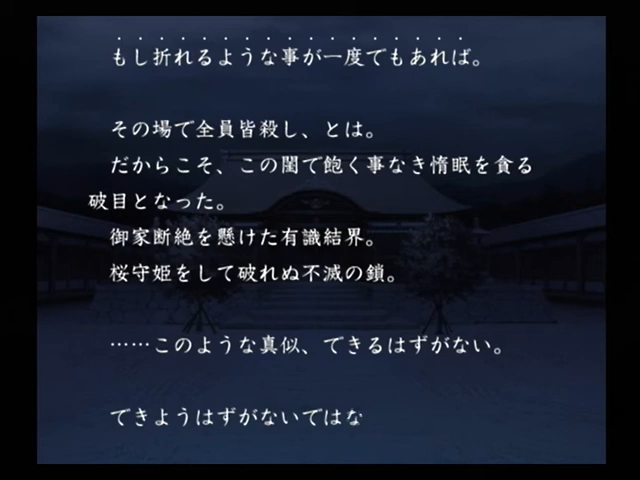 もし折れるような事が一度でもあれば。
その場で全員皆殺し、とは。
だからこそ、この閨で飽く事なき惰眠を貪る
破目となった。
御家断絶を懸けた有識結界。
桜守姫をして破れぬ不滅の鎖。
……このような真似、できるはずがない。
できようはずがないではな